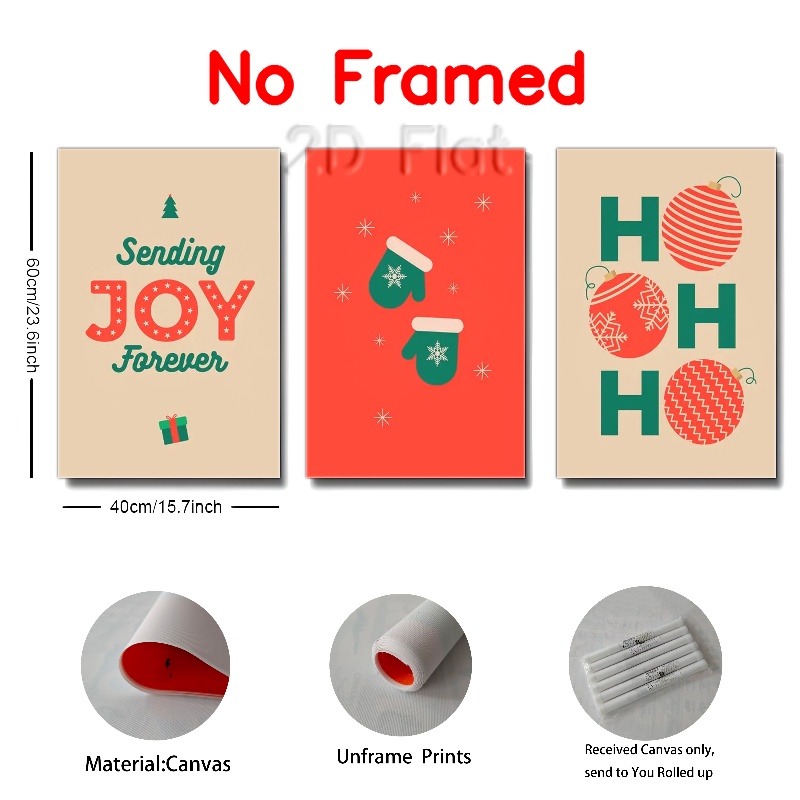 No Framed
2D Flat
Sending
JOY
Forever
HO
HO
HO
60cm/23.6inch
40cm/15.7inch
Material:Canvas
Unframe Prints
Received Canvas only,
send to You Rolled up